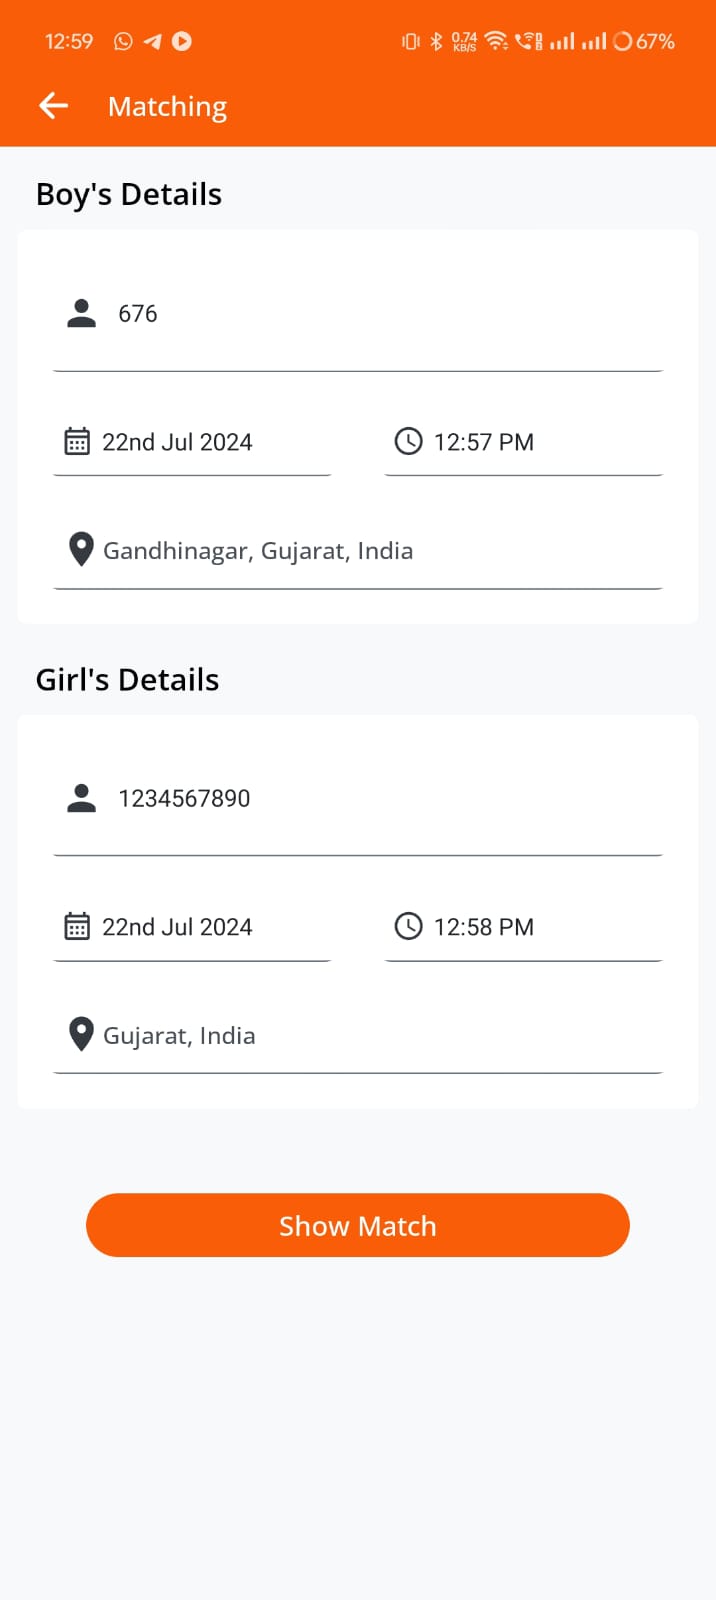 12:59 0.74 KB/S 67%
Matching
Boy's Details
676
22nd Jul 2024 12:57 PM
Gandhinagar, Gujarat, India
Girl's Details
1234567890
22nd Jul 2024 12:58 PM
Gujarat, India
Show Match